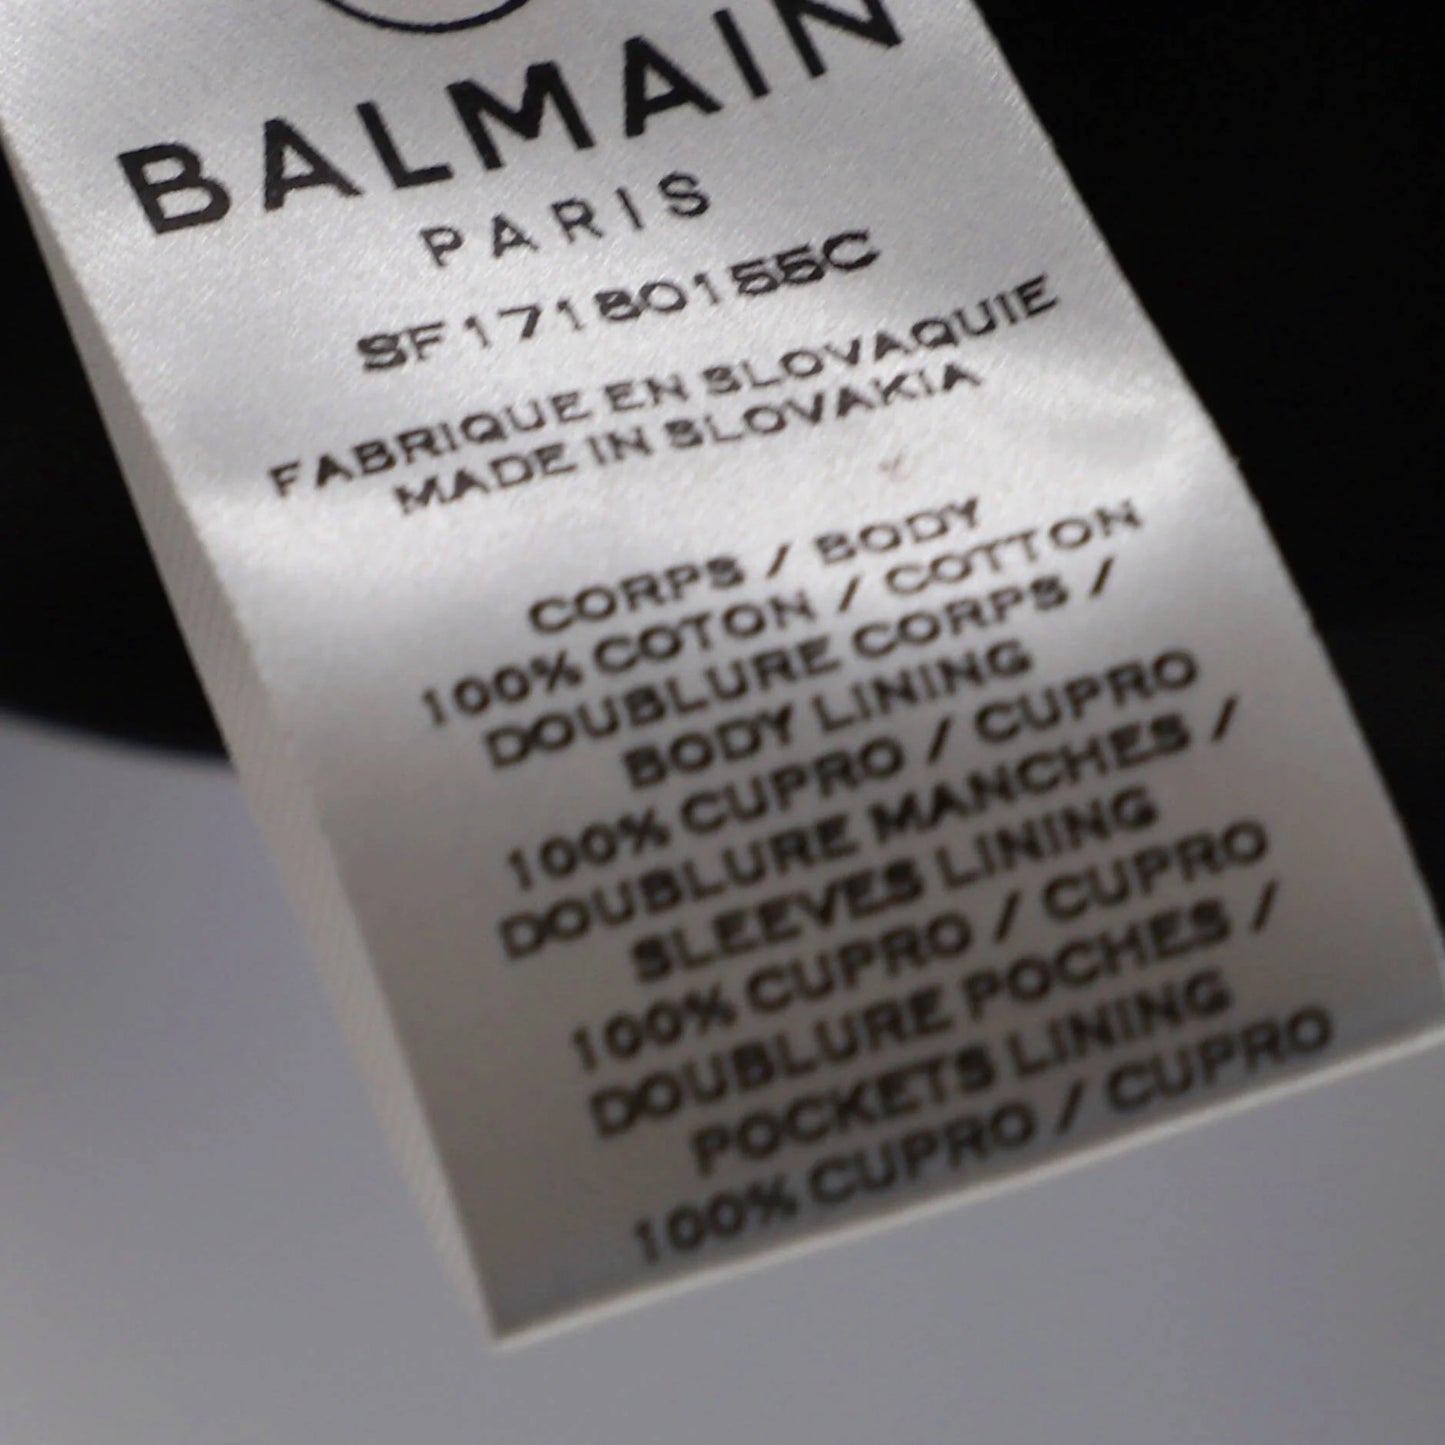 BALMAIN
PARIS
SF17180155C
FABRIQUE EN SLOVAQUIE
MADE IN SLOVAKIA
CORPS / BODY
100% COTON / COTTON
DOUBLURE CORPS /
BODY LINING
100% CUPRO / CUPRO
DOUBLURE MANCHES /
SLEEVES LINING
100% CUPRO / CUPRO
DOUBLURE POCHES /
POCKETS LINING
100% CUPRO / CUPRO